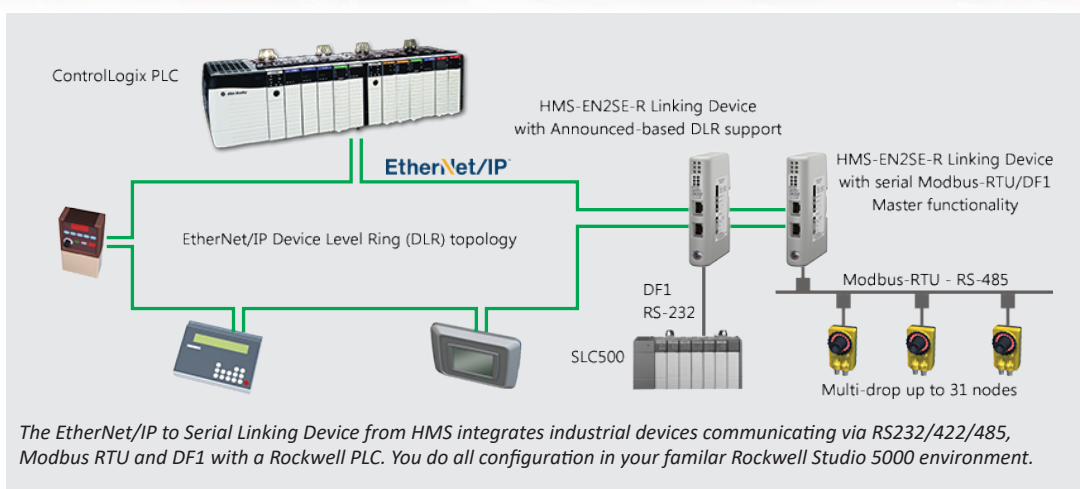 ControlLogix PLC
HMS-EN2SE-R Linking Device
with Announced-based DLR support
EtherNet/IP
HMS-EN2SE-R Linking Device
with serial Modbus-RTU/DF1
Master functionality
EtherNet/IP Device Level Ring (DLR) topology
DF1
RS-232
Modbus-RTU - RS-485
SLC500
Multi-drop up to 31 nodes
The EtherNet/IP to Serial Linking Device from HMS integrates industrial devices communicating via RS232/422/485,
Modbus RTU and DF1 with a Rockwell PLC. You do all configuration in your familar Rockwell Studio 5000 environment.